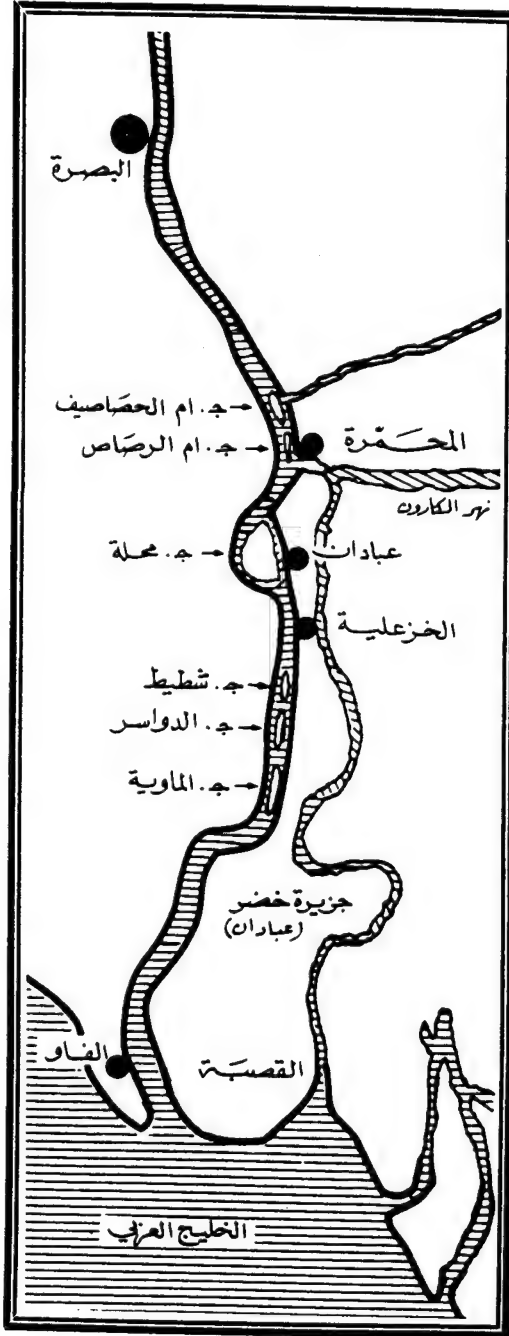 البصرة
ج. ام الحصاصيف
ج. ام الرصاص
المحمّرة
نهر الكارون
ج. محلة
عبادان
الخزعلية
ج. شطيط
ج. الدواسر
ج. الماوية
جزيرة خضر
(عبادان)
الفاو
القصبة
الخليج العربي